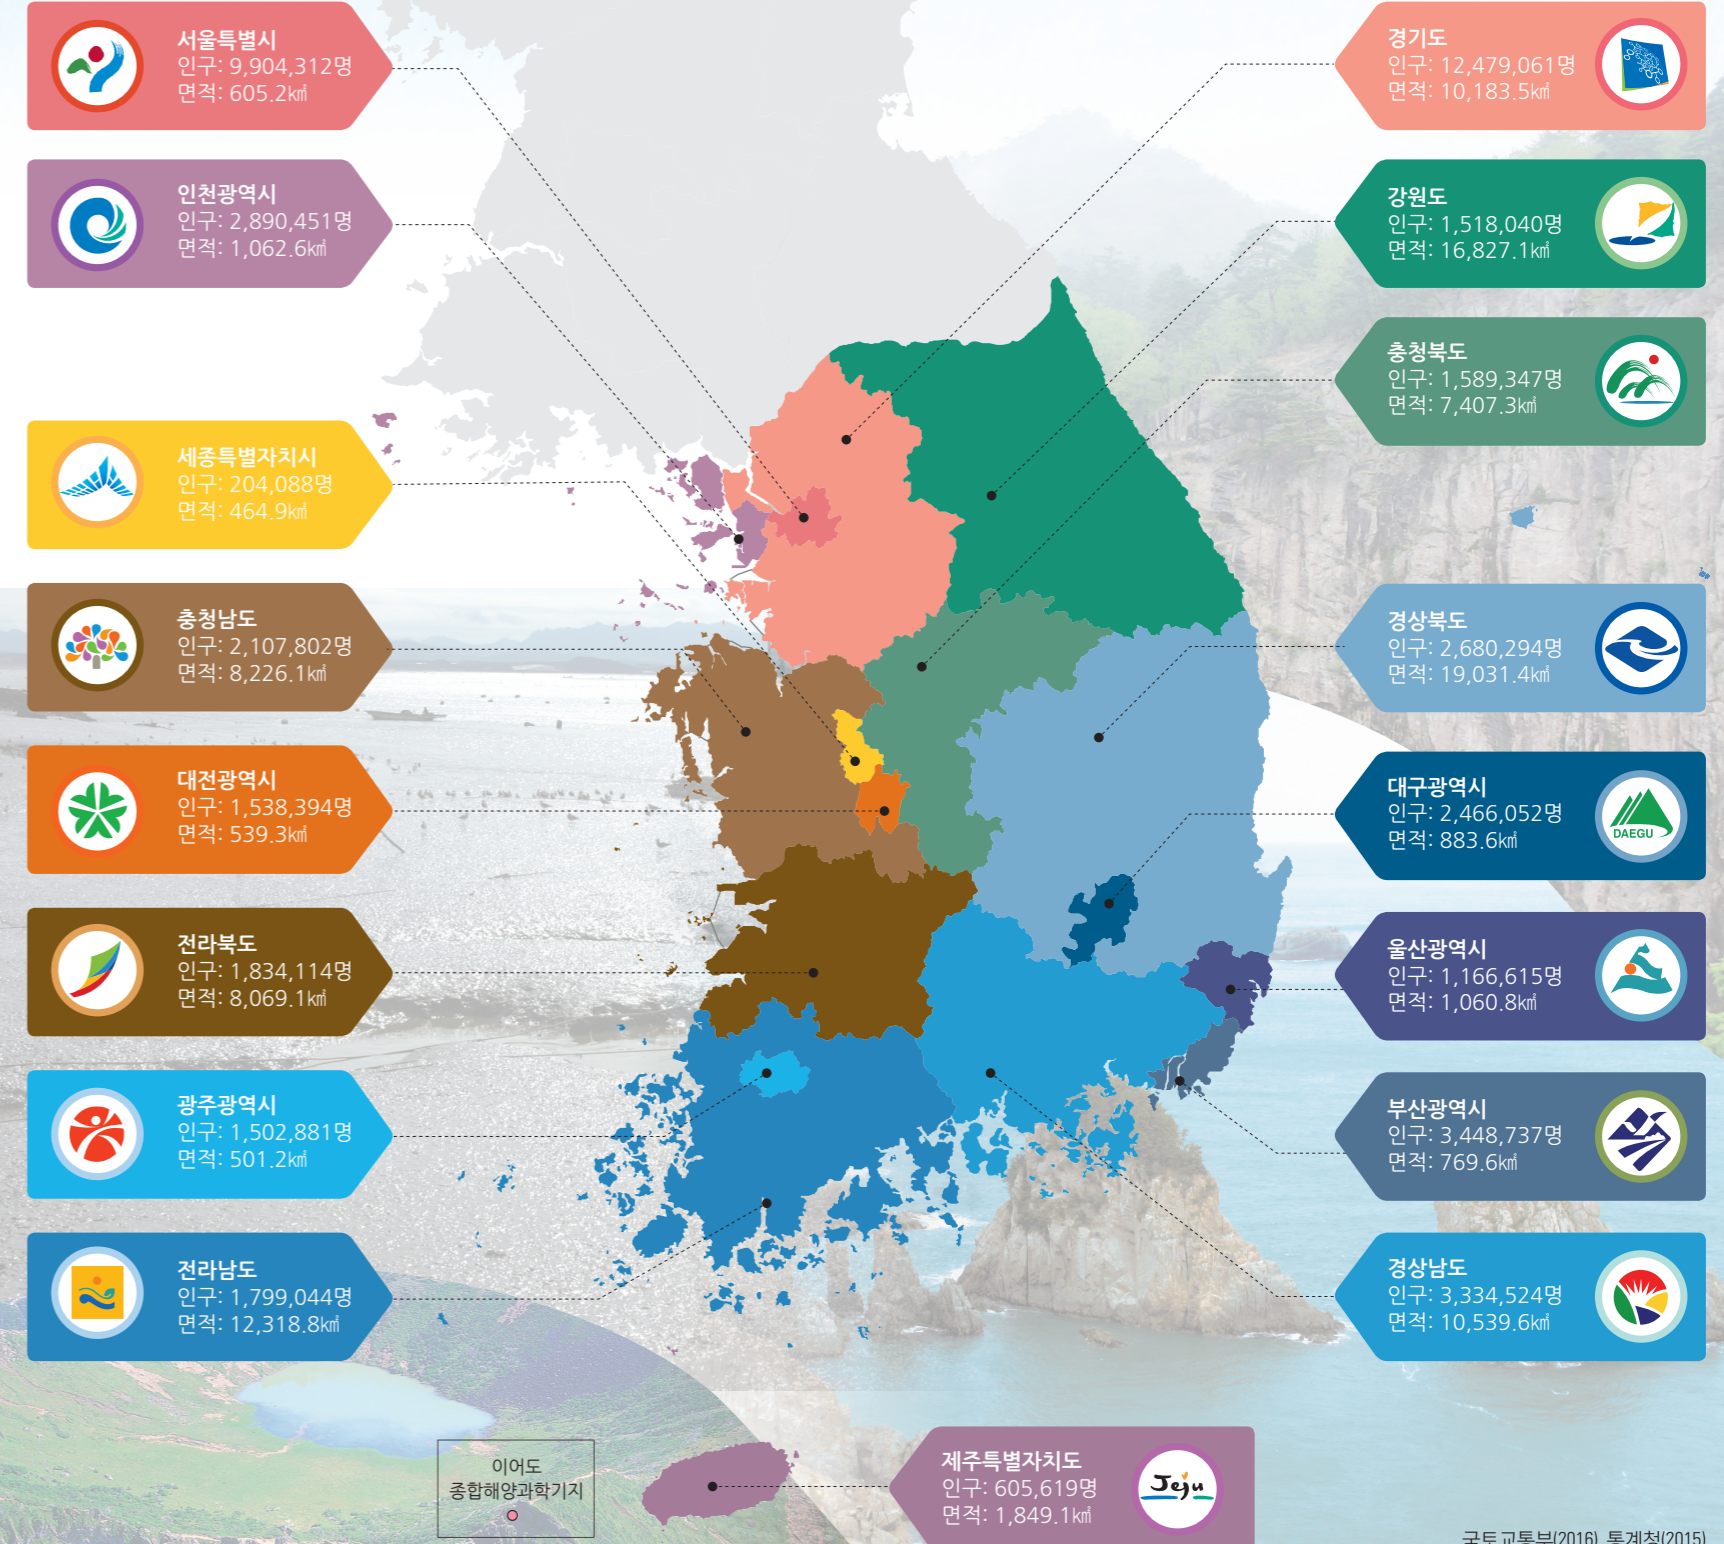 서울특별시
인구: 9,904,312명
면적: 605.2㎢
인천광역시
인구: 2,890,451명
면적: 1,062.6㎢
세종특별자치시
인구: 204,088명
면적: 464.9㎢
충청남도
인구: 2,107,802명
면적: 8,226.1㎢
대전광역시
인구: 1,538,394명
면적: 539.3㎢
전라북도
인구: 1,834,114명
면적: 8,069.1㎢
광주광역시
인구: 1,502,881명
면적: 501.2㎢
전라남도
인구: 1,799,044명
면적: 12,318.8㎢
경기도
인구: 12,479,061명
면적: 10,183.5㎢
강원도
인구: 1,518,040명
면적: 16,827.1㎢
충청북도
인구: 1,589,347명
면적: 7,407.3㎢
경상북도
인구: 2,680,294명
면적: 19,031.4㎢
대구광역시
인구: 2,466,052명
면적: 883.6㎢
DAEGU
울산광역시
인구: 1,166,615명
면적: 1,060.8㎢
부산광역시
인구: 3,448,737명
면적: 769.6㎢
경상남도
인구: 3,334,524명
면적: 10,539.6㎢
이어도
종합해양과학기지
제주특별자치도
인구: 605,619명
면적: 1,849.1㎢
Jeju
국토교통부(2016), 통계청(2015)